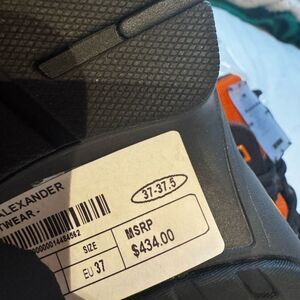 ALEXANDER
TWEAR -
SIZE
EU 37
37-37.5
MSRP
$434.00